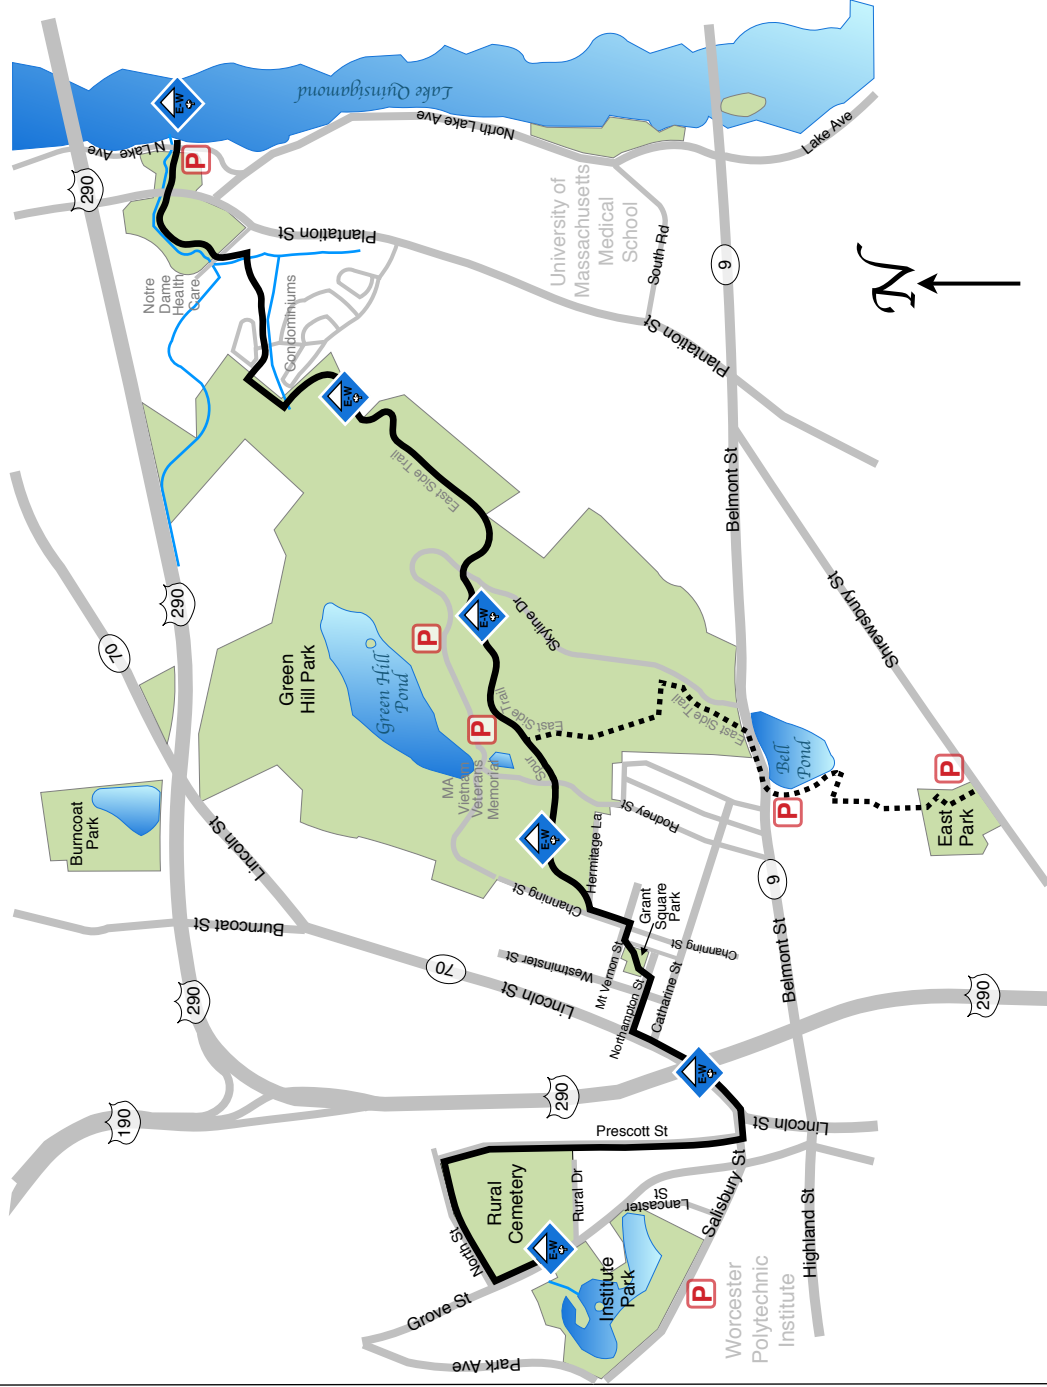 Lake Quinsigamond
E-W
N Lake Ave
P
290
North Lake Ave
Lake Ave
University of
Massachusetts
Medical
School
Plantation St
South Rd
9
N
Notre
Dame
Health
Care
Condominiums
Plantation St
E-W
East Side Trail
Belmont St
290
70
Shrewsbury St
Skyline Dr
E-W
P
Green
Hill Park
Green Hill
Pond
East Side Trail
East Side Trail
P
East
Spur
MA
Vietnam
Veterans
Memorial
Bell
Pond
P
P
East
Park
Burncoat
Park
Lincoln St
E-W
Hermitage La
Rodney St
9
Channing St
Grant
Square
Park
Burncoat St
Westminster St
Mt Vernon St
Channing St
Northampton St
Catharine St
Belmont St
70
Lincoln St
290
290
E-W
290
190
Prescott St
Lincoln St
Rural
Cemetery
Rural Dr
Lancaster
St
Salisbury St
Highland St
North St
E-W
Grove St
Institute
Park
P
Worcester
Polytechnic
Institute
Park Ave